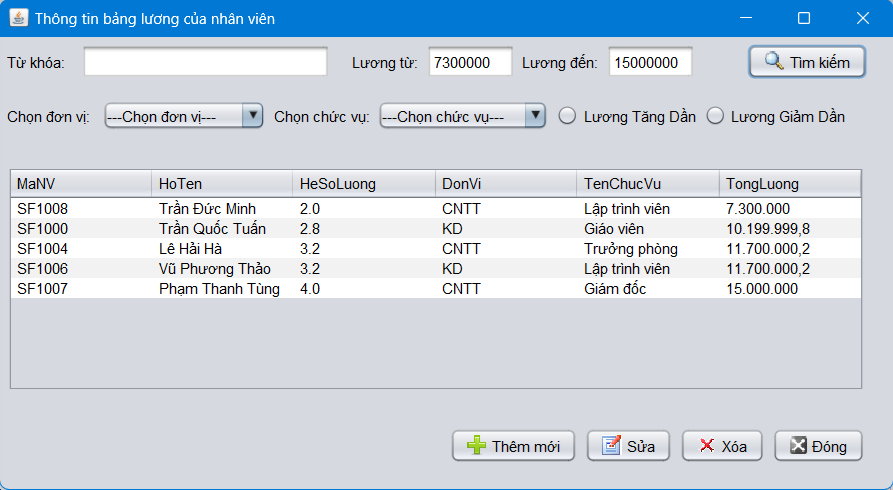 Thông tin bảng lương của nhân viên
Từ khóa: Lương từ: 7300000 Lương đến: 15000000 Tìm kiếm
Chọn đơn vị: ---Chọn đơn vị--- Chọn chức vụ: ---Chọn chức vụ--- Lương Tăng Dần Lương Giảm Dần
MaNV HoTen HeSoLuong DonVi TenChucVu TongLuong
SF1008 Trần Đức Minh 2.0 CNTT Lập trình viên 7.300.000
SF1000 Trần Quốc Tuấn 2.8 KD Giáo viên 10.199.999,8
SF1004 Lê Hải Hà 3.2 CNTT Trưởng phòng 11.700.000,2
SF1006 Vũ Phương Thảo 3.2 KD Lập trình viên 11.700.000,2
SF1007 Phạm Thanh Tùng 4.0 CNTT Giám đốc 15.000.000
Thêm mới Sửa Xóa Đóng